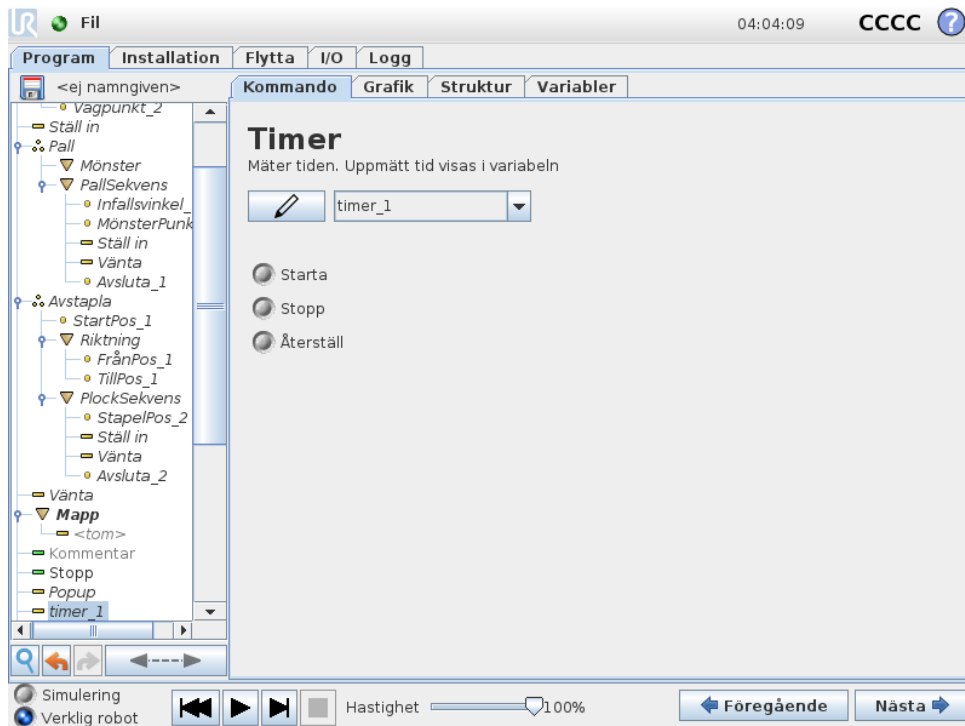 UR Fil 04:04:09 CCCC ?
Program Installation Flytta I/O Logg
<ej namngiven> Kommando Grafik Struktur Variabler
Vägpunkt_2
Ställ in
Pall
Mönster
PallSekvens
Infallsvinkel_
MönsterPunk
Ställ in
Vänta
Avsluta_1
Avstapla
StartPos_1
Riktning
FrånPos_1
TillPos_1
PlockSekvens
StapelPos_2
Ställ in
Vänta
Avsluta_2
Vänta
Mapp
<tom>
Kommentar
Stopp
Popup
timer_1
Timer
Mäter tiden. Uppmätt tid visas i variabeln
timer_1
Starta
Stopp
Återställ
Simulering
Verklig robot
Hastighet 100%
Föregående Nästa